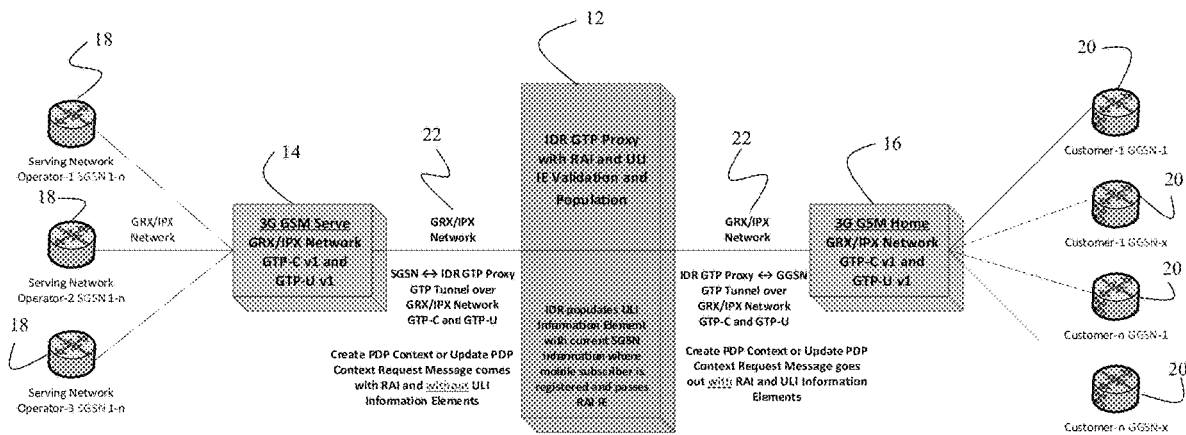 18
Serving Network
Operator-1 SGSN 1-n
18
Serving Network
Operator-2 SGSN 1-n
18
Serving Network
Operator-3 SGSN 1-n
GRX/IPX
Network
14
3G GSM Serve
GRX/IPX Network
GTP-C v1 and
GTP-U v1
22
GRX/IPX
Network
SGSN ↔ IDR GTP Proxy
GTP Tunnel over
GRX/IPX Network
GTP-C and GTP-U
Create PDP Context or Update PDP
Context Request Message comes
with RAI and without ULI
Information Elements
12
IDR GTP Proxy
wRh RAI and ULI
IE Validation and
Population
IDR populates ULI
Information Element
with current SGSN
information where
mobile subscriber is
registered and passes
RAI IE
22
GRX/IPX
Network
IDR GTP Proxy ↔ GGSN
GTP Tunnel over
GRX/IPX Network
GTP-C and GTP-U
Create PDP Context or Update PDP
Context Request Message goes
out with RAI and ULI Information
Elements
16
3G GSM Home
GRX/IPX Network
GTP-C v1 and
GTP-U v1
20
Customer-1 GGSN-1
20
Customer-1 GGSN-x
20
Customer-n GGSN-1
20
Customer-n GGSN-x